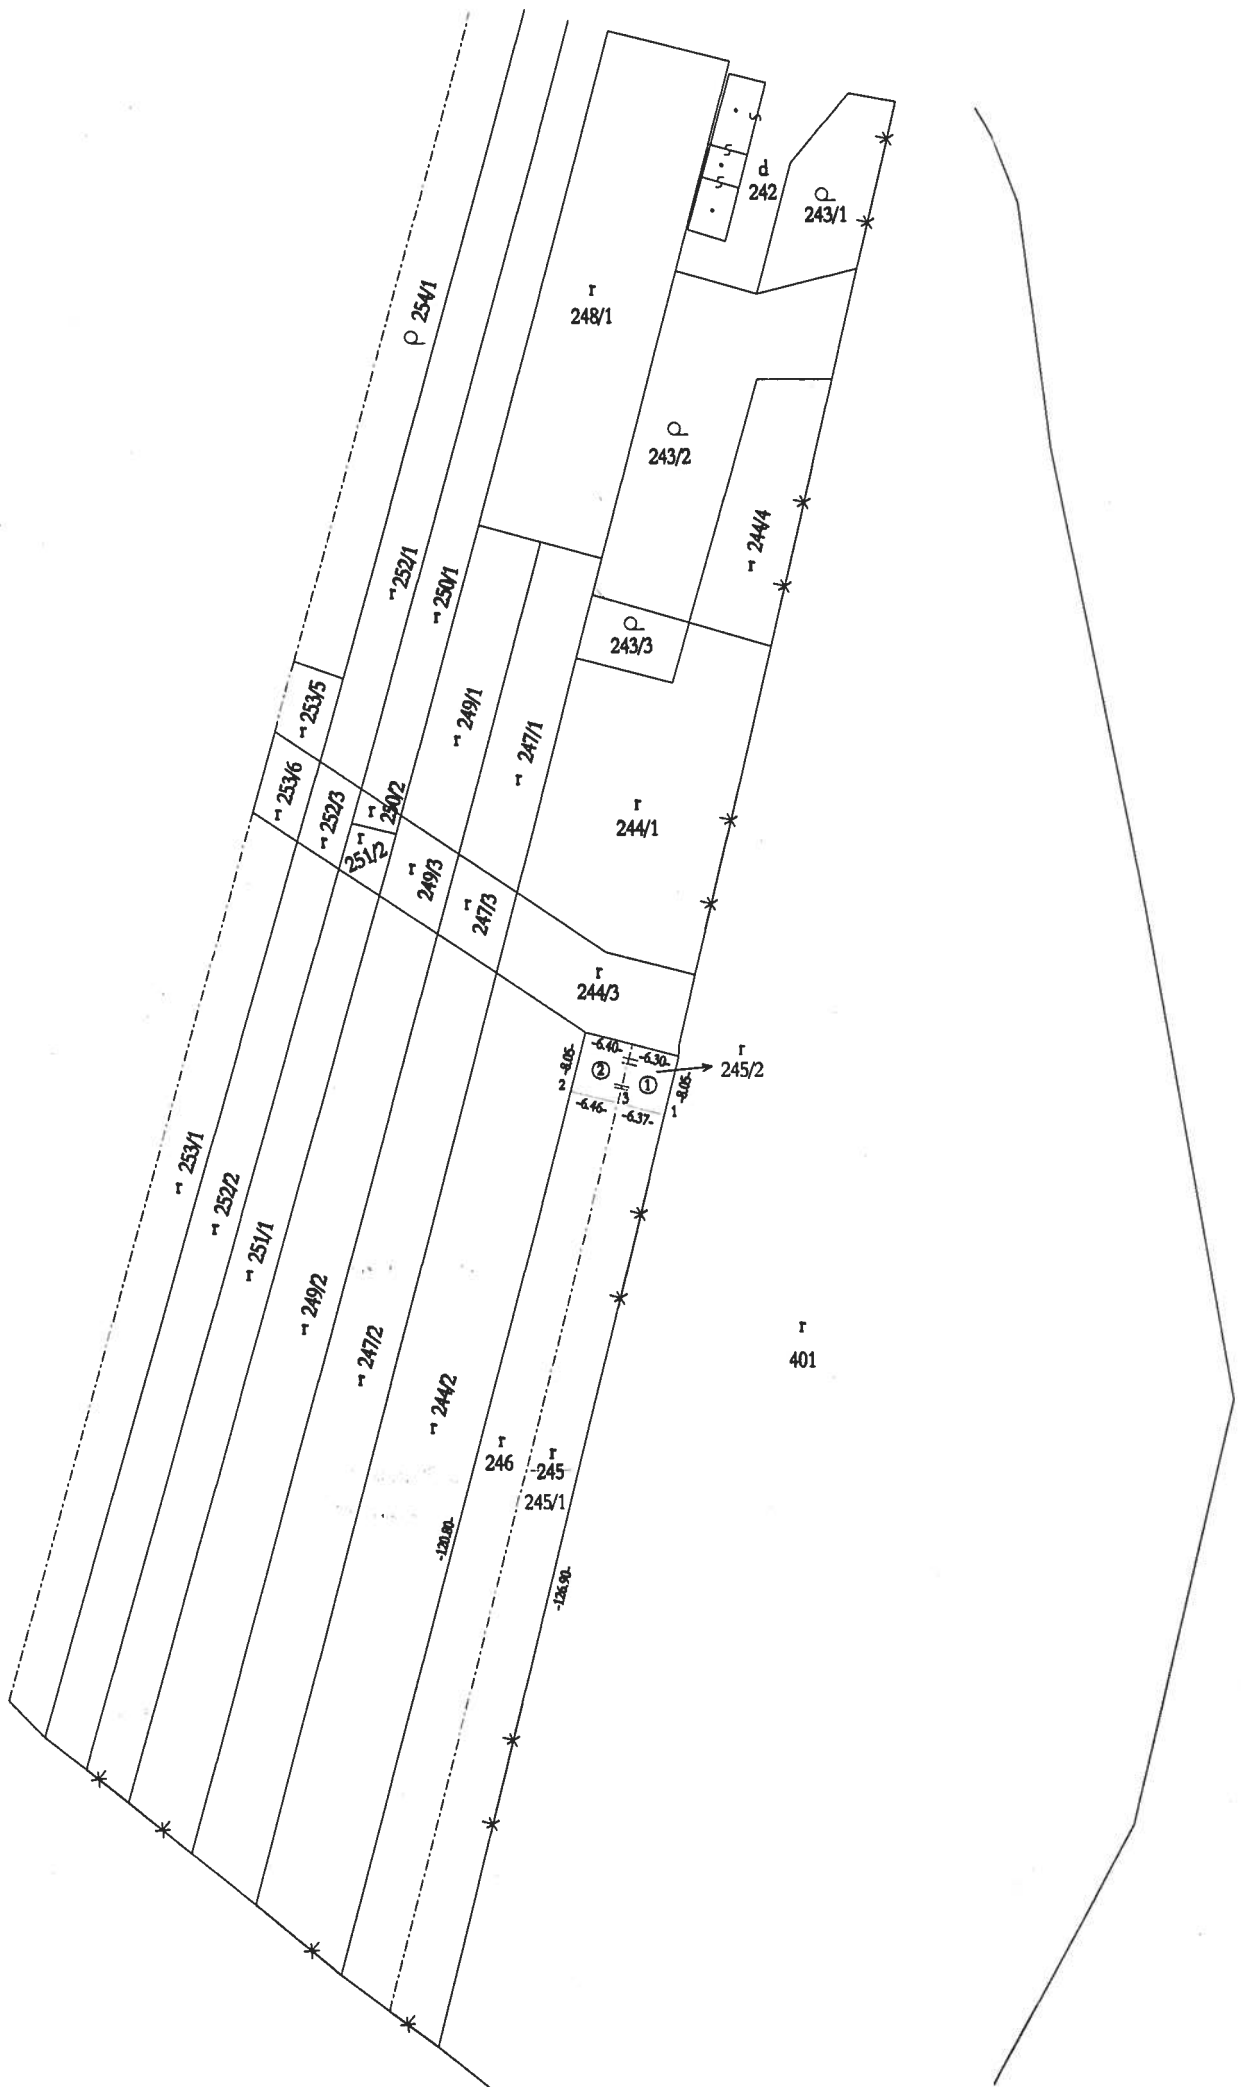 d
242
ρ
243/1
ρ 254/1
r
248/1
ρ
243/2
r 244/4
r 252/1
r 250/1
ρ
243/3
r 253/5
r 249/1
r 247/1
r 253/6
r 252/3
r 250/2
r
251/2
r
244/1
r
249/3
r
247/3
r
244/3
-6.40-
-6.30-
r
245/2
-8.05-
2
1
-8.05-
2
3
1
-6.46-
-6.37-
r 253/1
r 252/2
r 251/1
r 249/2
r 247/2
r 244/2
r
401
r
246
r
245
245/1
-120.80-
-126.90-